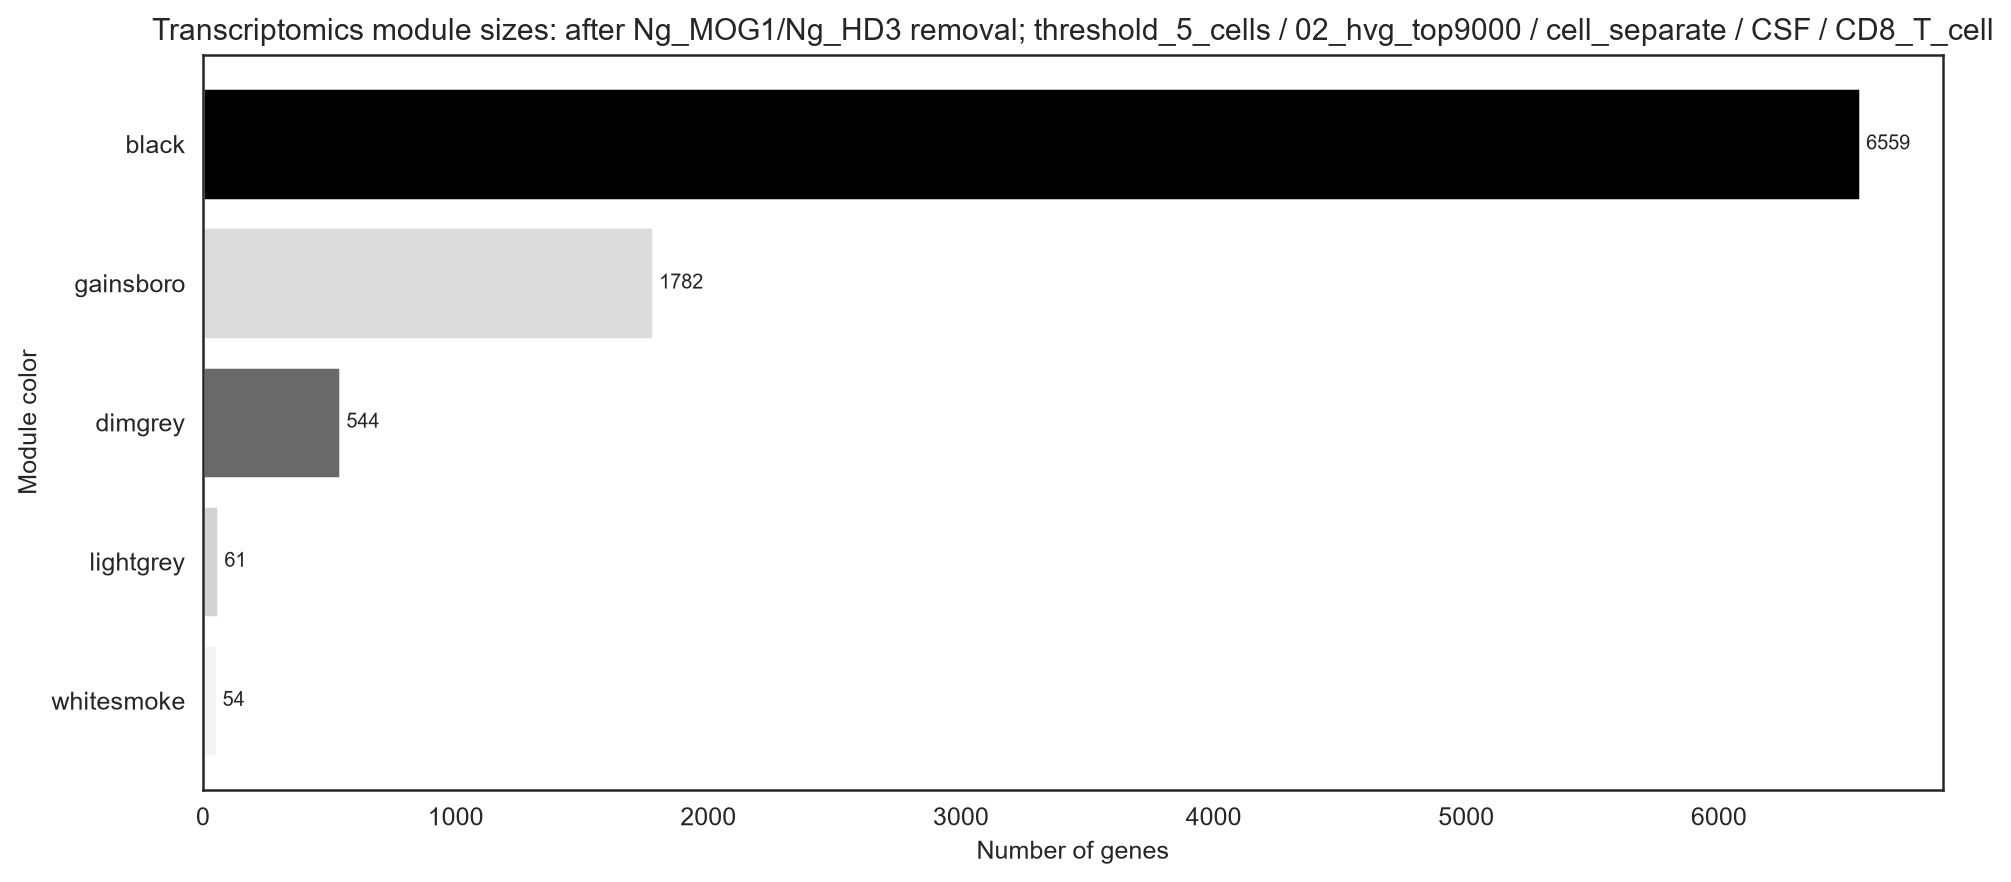 Transcriptomics module sizes: after Ng_MOG1/Ng_HD3 removal; threshold_5_cells / 02_hvg_top9000 / cell_separate / CSF / CD8_T_cell
Module color
black
6559
gainsboro
1782
dimgrey
544
lightgrey
61
whitesmoke
54
0 1000 2000 3000 4000 5000 6000
Number of genes